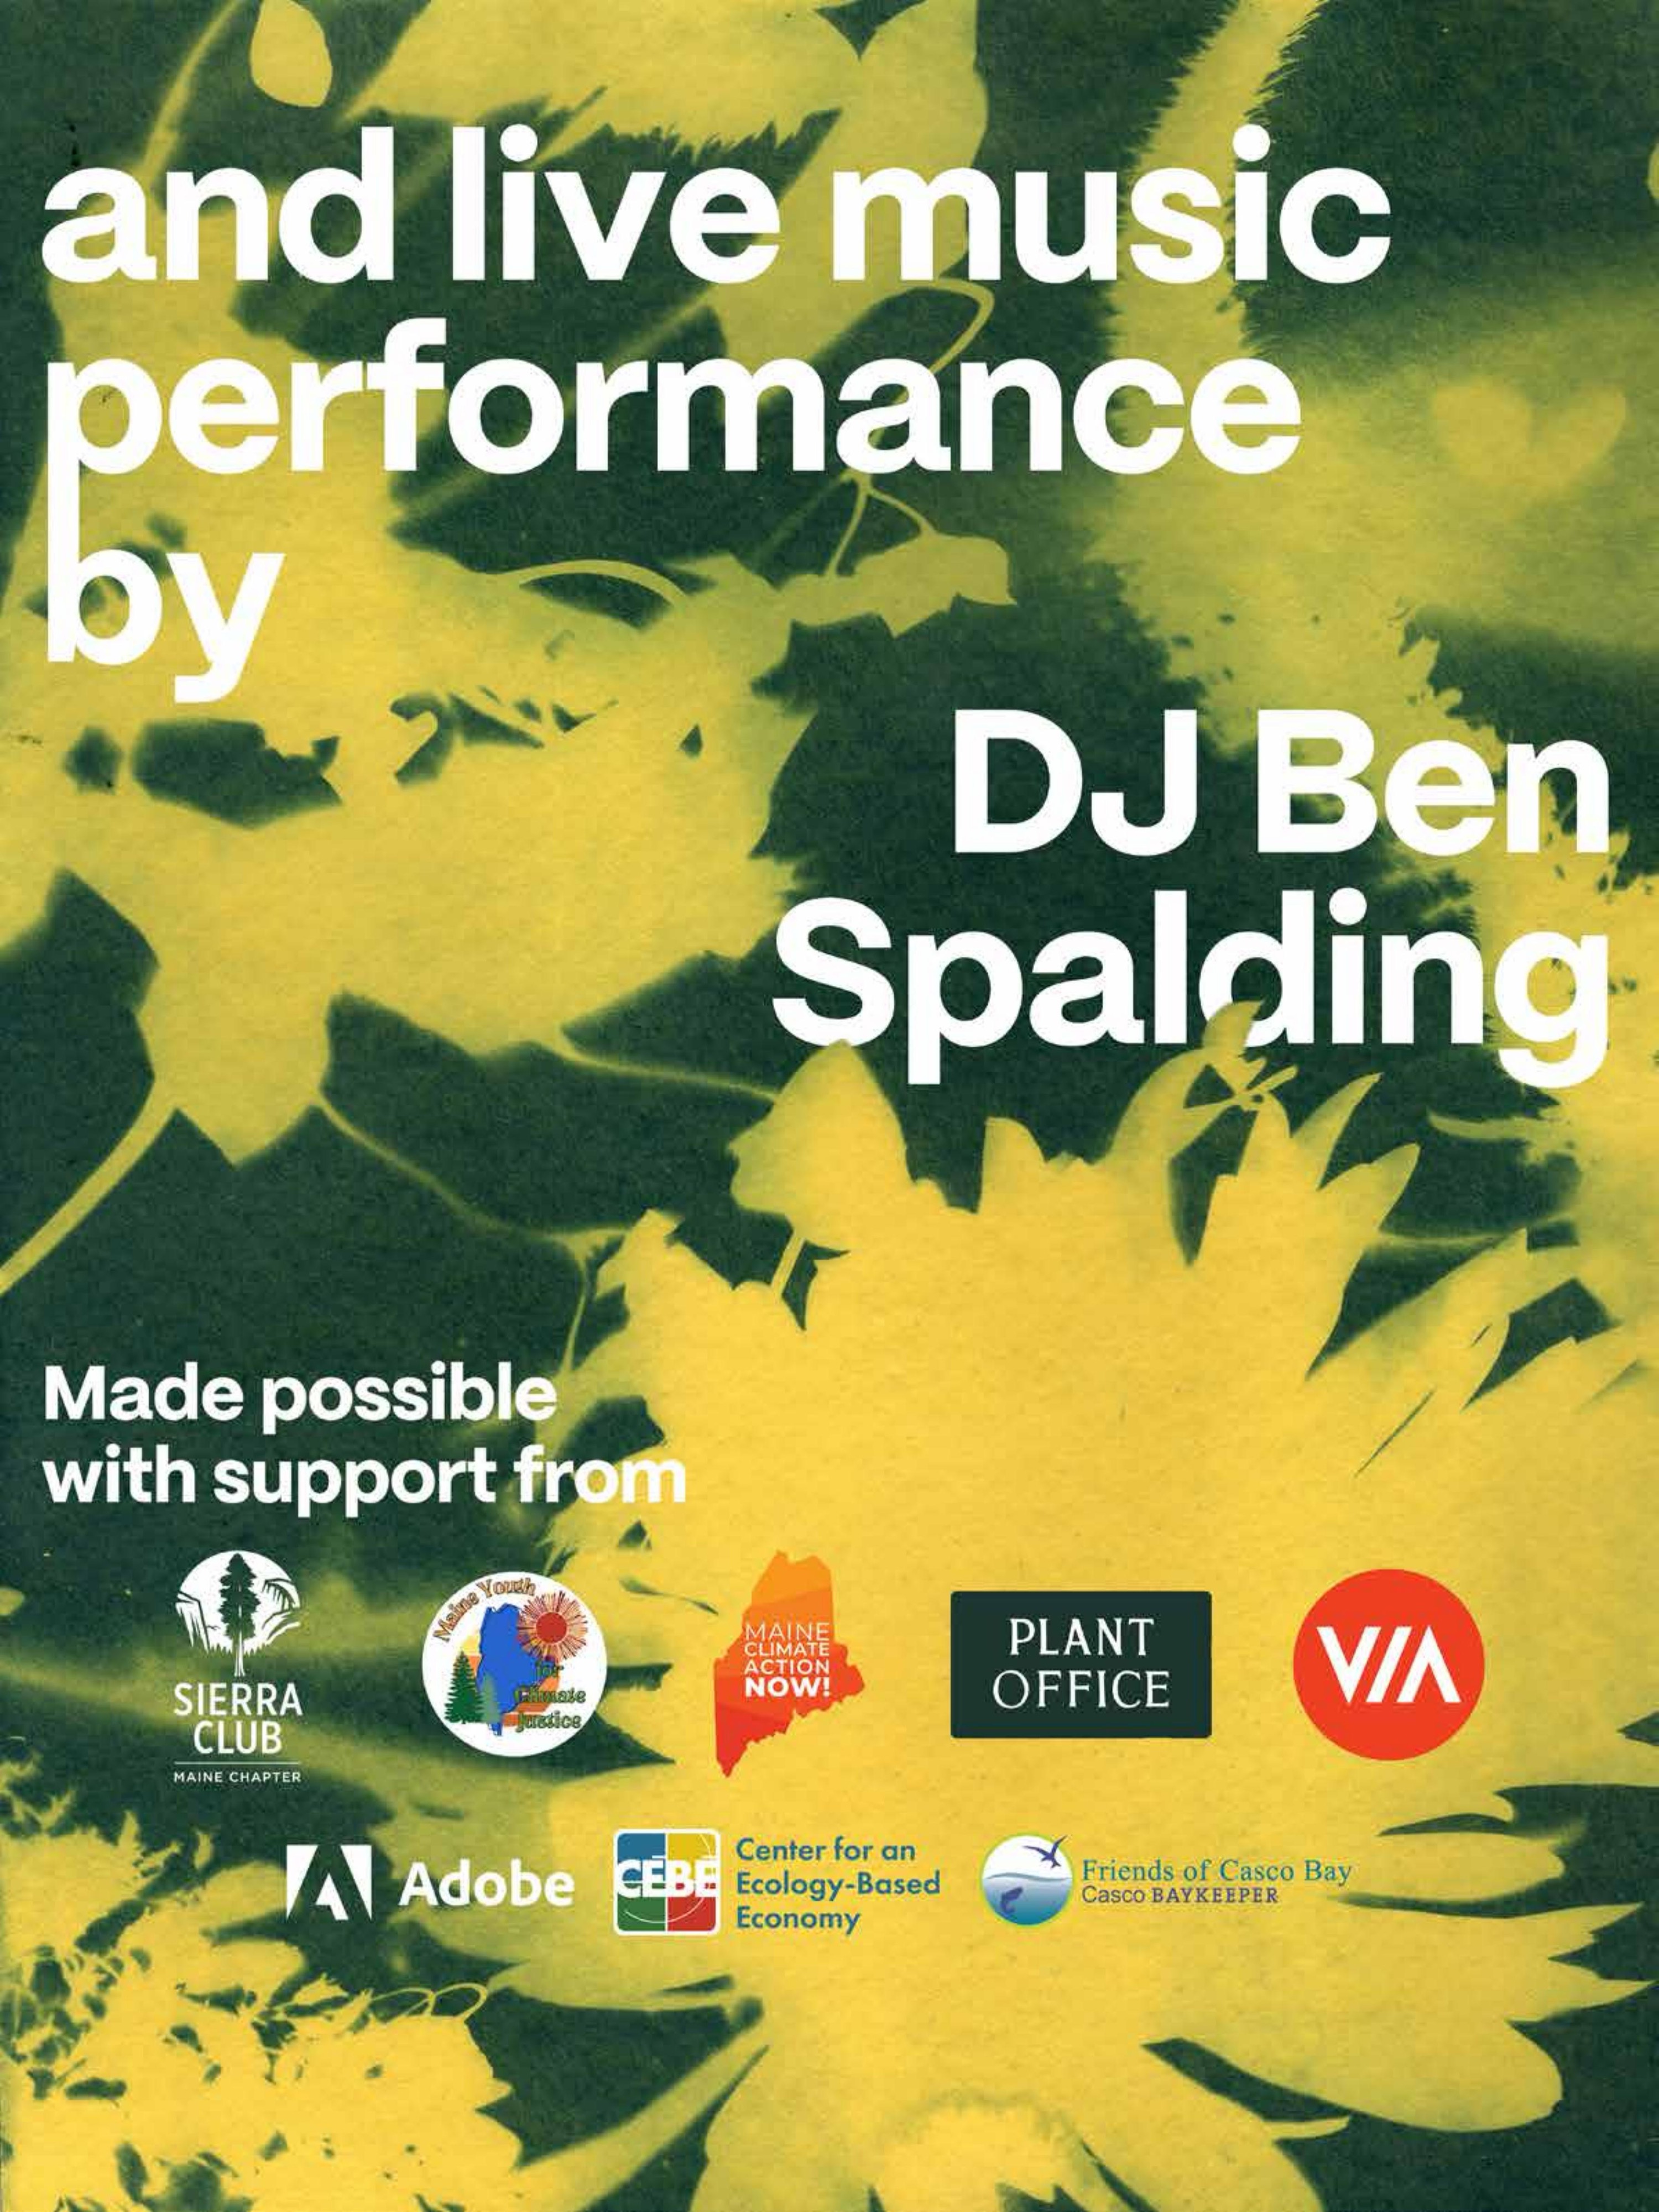 and live music
performance
by
DJ Ben
Spalding
Made possible
with support from
SIERRA
CLUB
MAINE CHAPTER
Maine Youth
for
Climate
Justice
MAINE
CLIMATE
ACTION
NOW!
PLANT
OFFICE
VIA
Adobe
CEBE
Center for an
Ecology-Based
Economy
Friends of Casco Bay
Casco BAYKEEPER